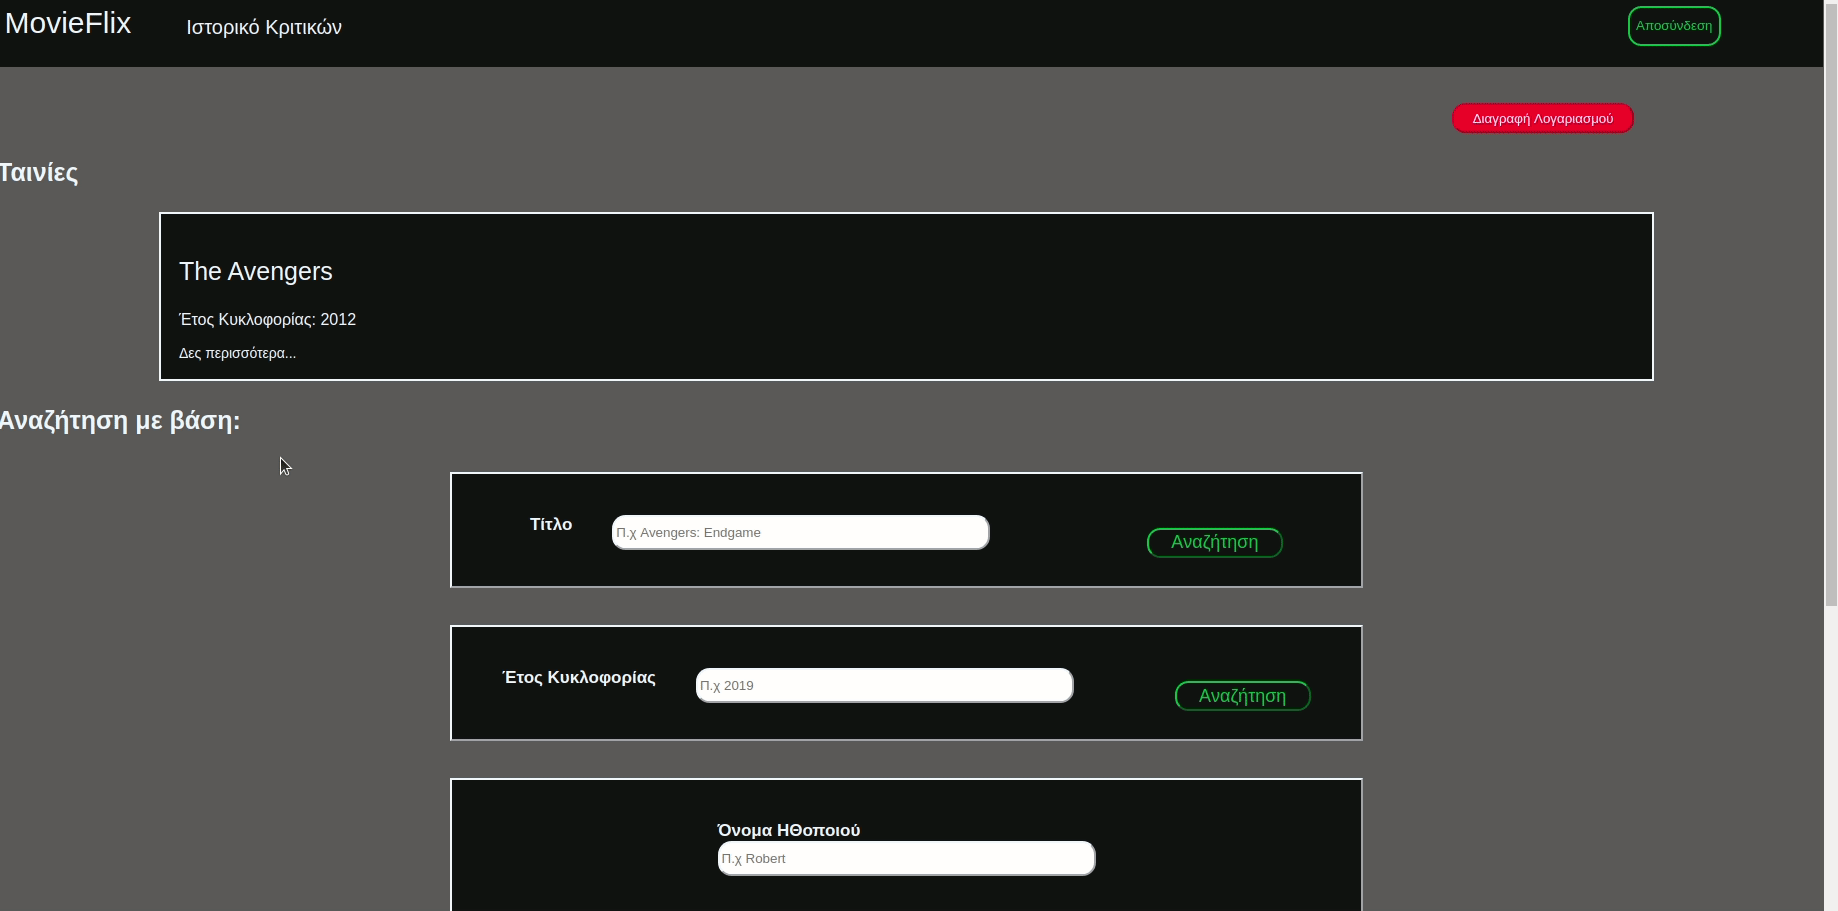 MovieFlix
Ιστορικό Κριτικών
Αποσύνδεση
Διαγραφή Λογαριασμού
Ταινίες
The Avengers
Έτος Κυκλοφορίας: 2012
Δες περισσότερα...
Αναζήτηση με βάση:
Τίτλο
Π.χ Avengers: Endgame
Αναζήτηση
Έτος Κυκλοφορίας
Π.χ 2019
Αναζήτηση
Όνομα ΗΘοποιού
Π.χ Robert